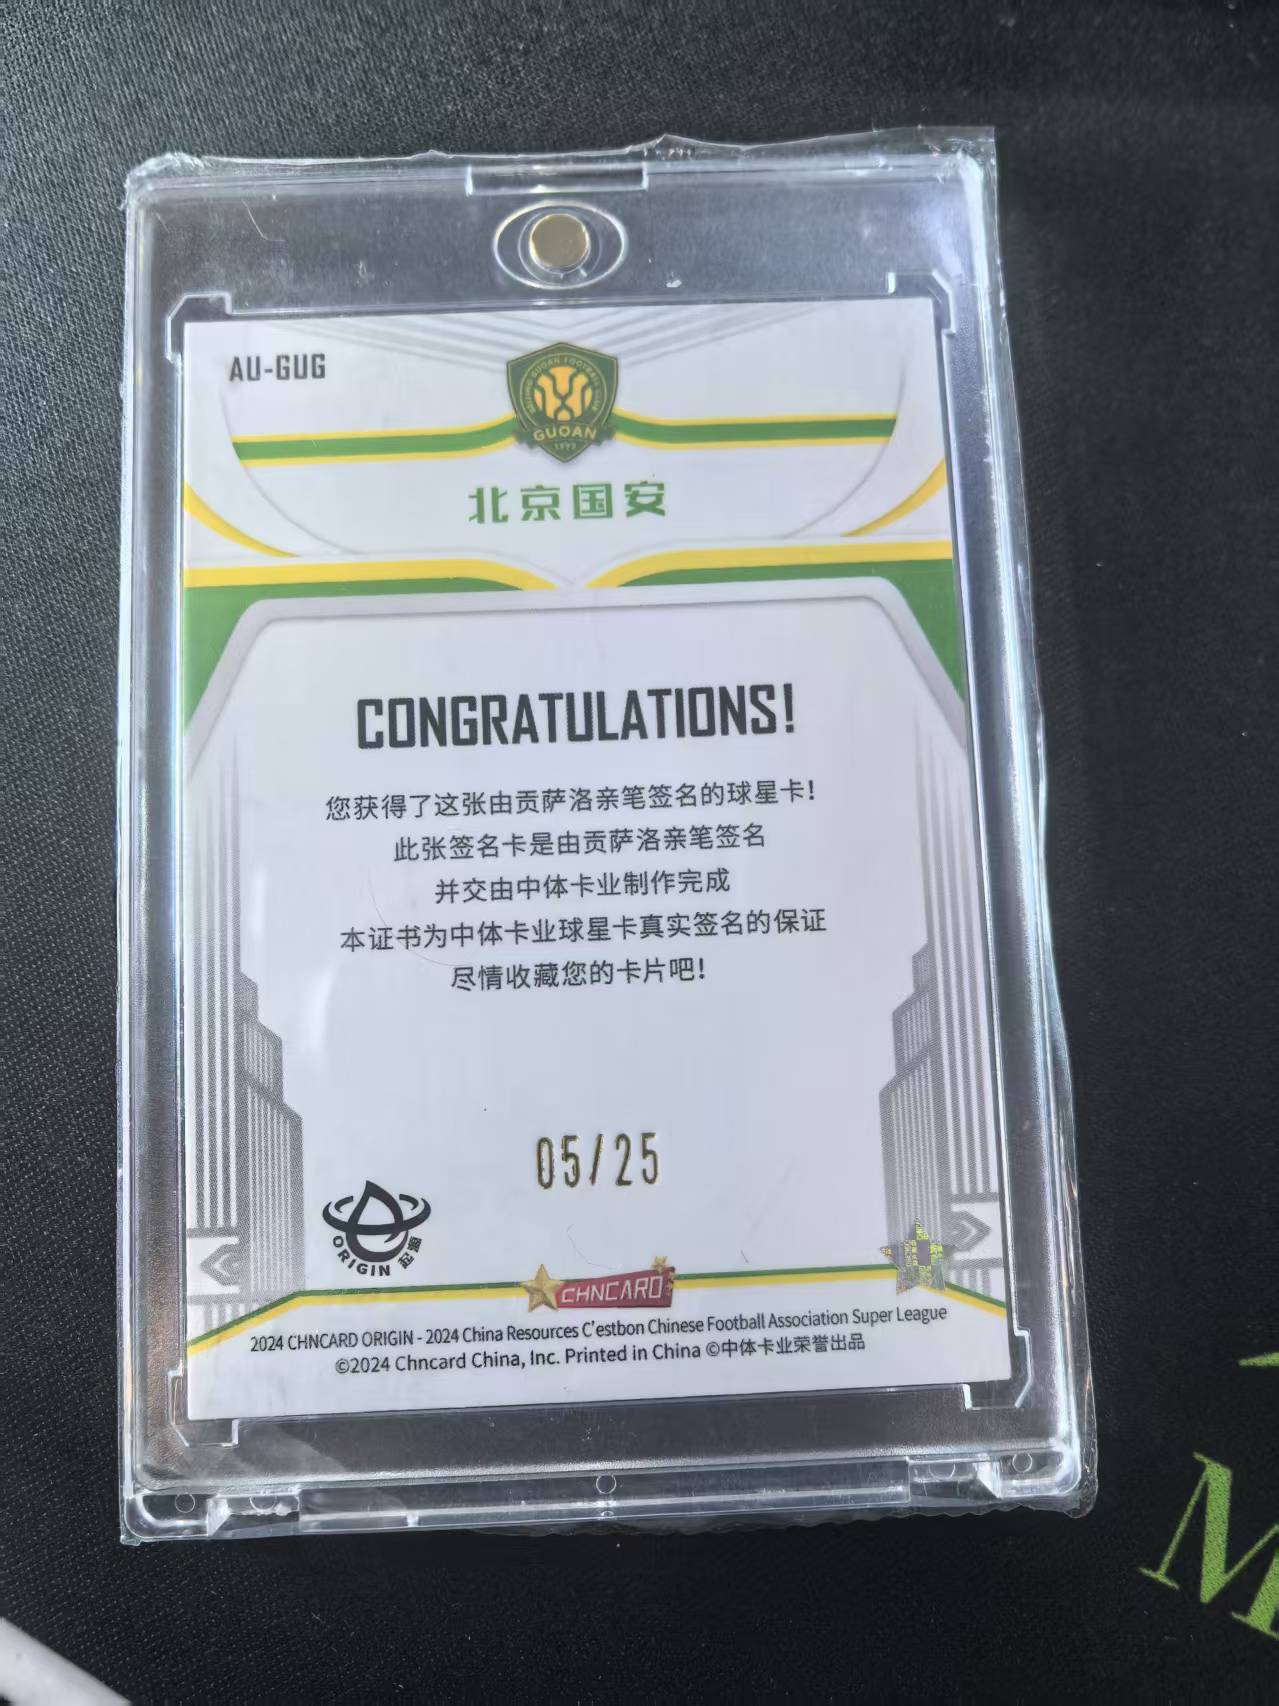 AU-GUG
GUOAN
北京国安
CONGRATULATIONS!
您获得了这张由贡萨洛亲笔签名的球星卡!
此张签名卡是由贡萨洛亲笔签名
并交由中体卡业制作完成
本证书为中体卡业球星卡真实签名的保证
尽情收藏您的卡片吧!
05/25
ORIGIN 起源
CHNCARD
2024 CHNCARD ORIGIN - 2024 China Resources C'estbon Chinese Football Association Super League
©2024 Chncard China, Inc. Printed in China ©中体卡业荣誉出品
M